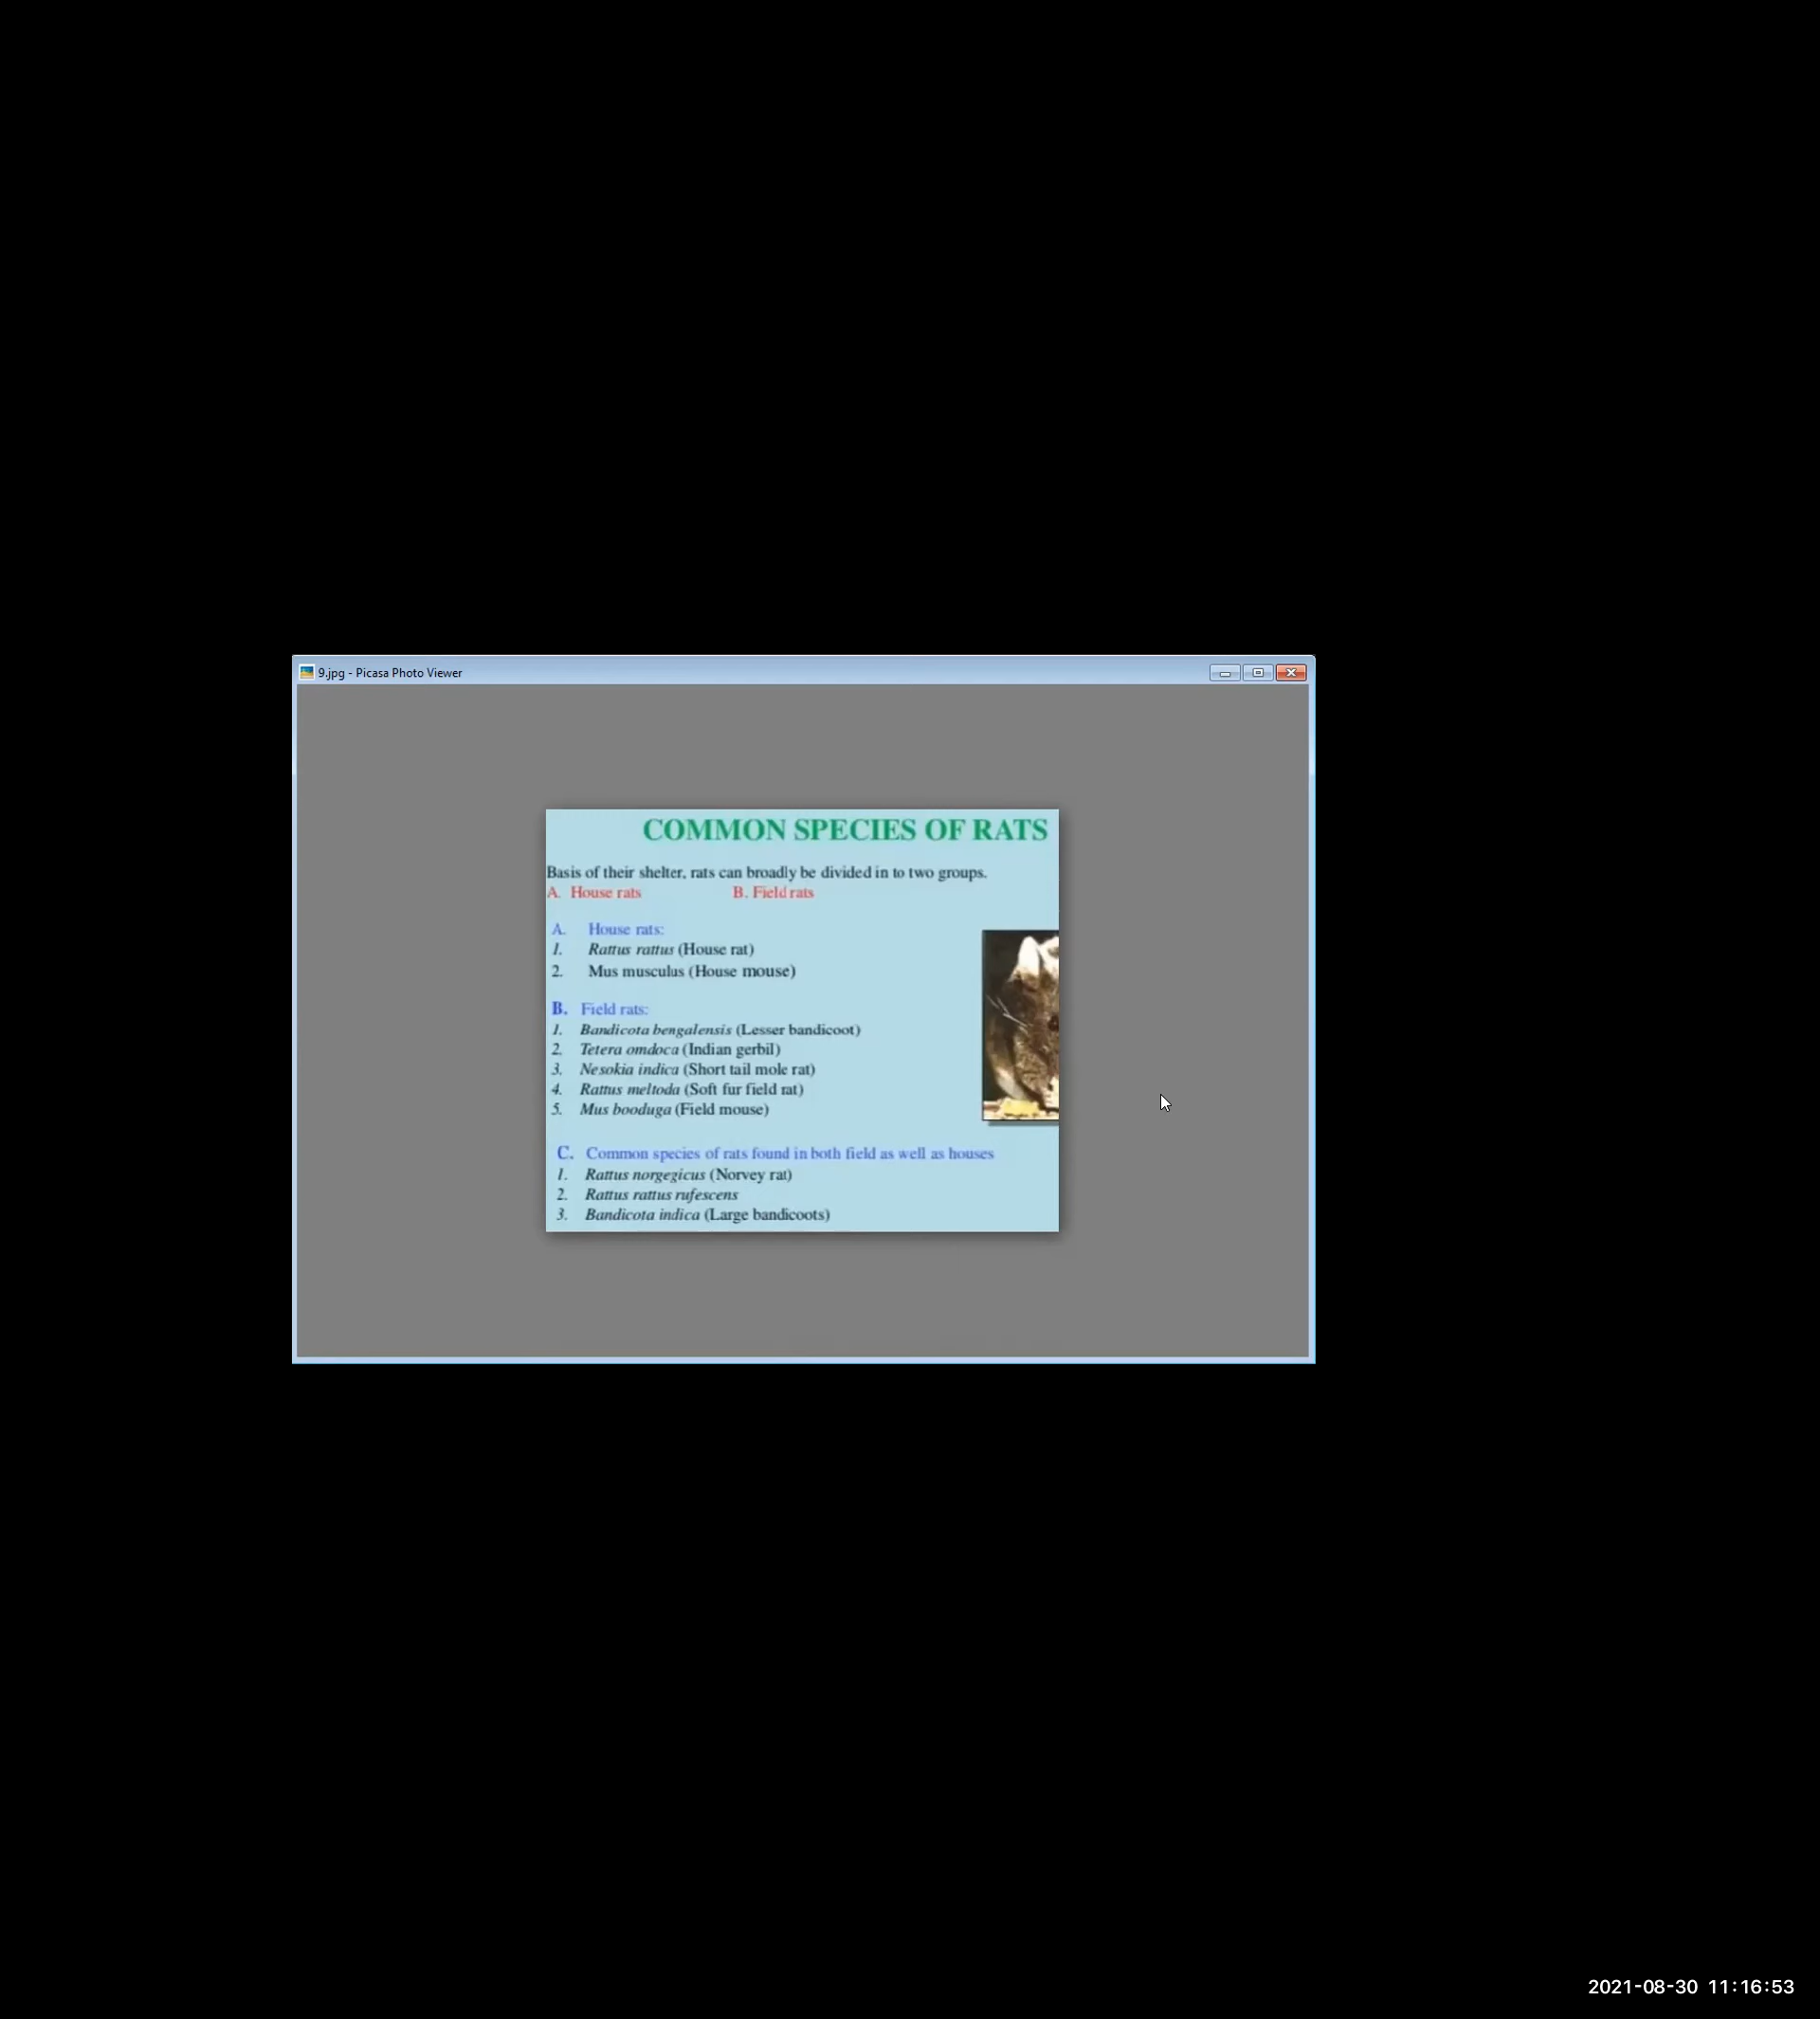 9.jpg - Picasa Photo Viewer
COMMON SPECIES OF RATS
Basis of their shelter, rats can broadly be divided in to two groups.
A. House rats B. Field rats
A. House rats:
1. Rattus rattus (House rat)
2. Mus musculus (House mouse)
B. Field rats:
1. Bandicota bengalensis (Lesser bandicoot)
2. Tetera omdoca (Indian gerbil)
3. Nesokia indica (Short tail mole rat)
4. Rattus meltoda (Soft fur field rat)
5. Mus booduga (Field mouse)
C. Common species of rats found in both field as well as houses
1. Rattus norgegicus (Norvey rat)
2. Rattus rattus rufescens
3. Bandicota indica (Large bandicoots)
2021-08-30 11:16:53